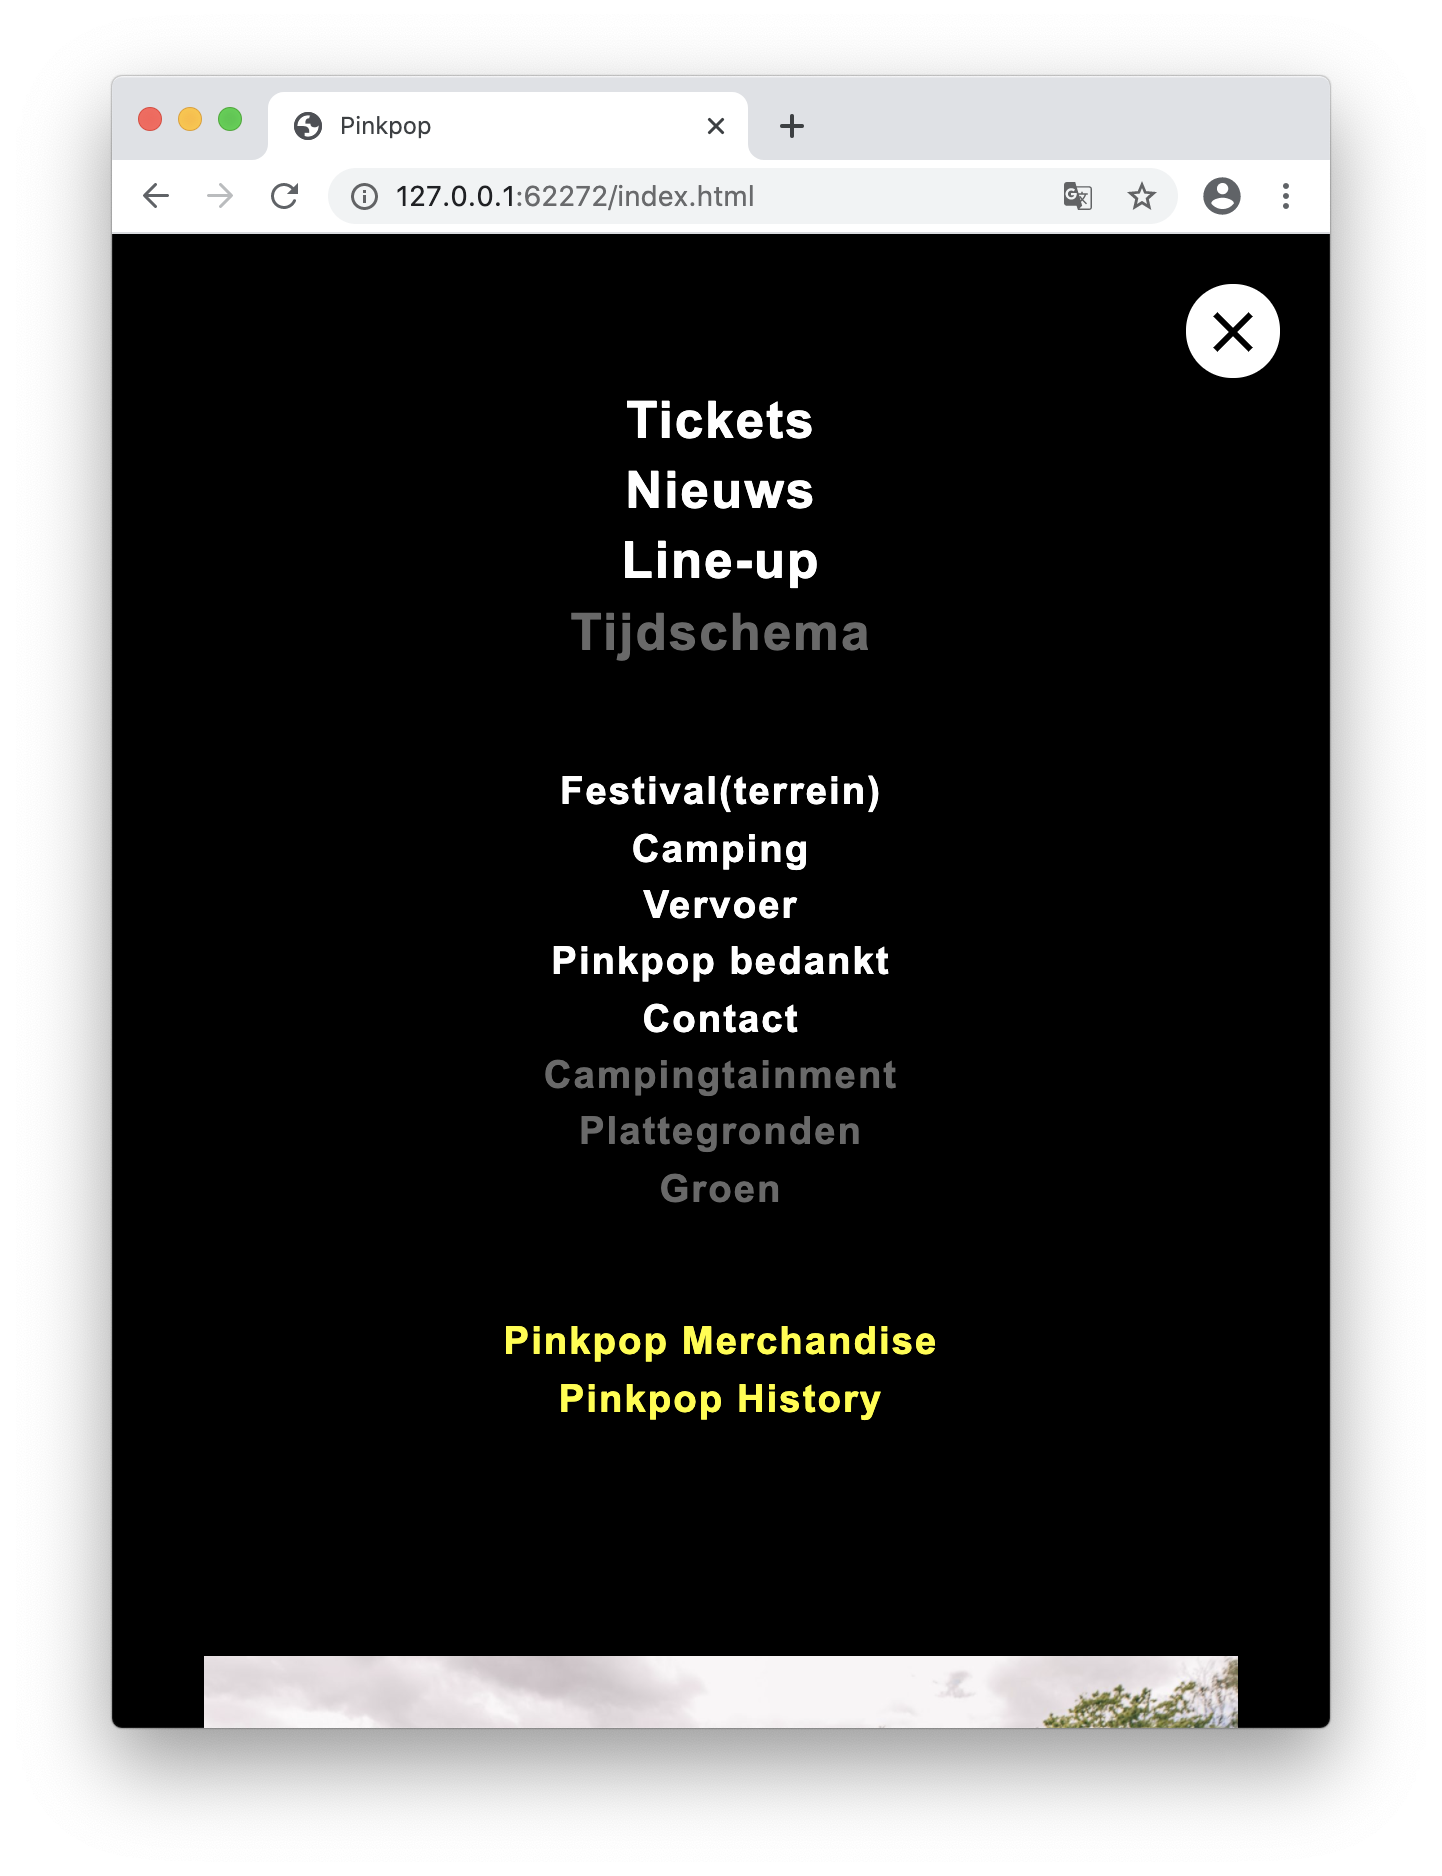 Pinkpop
127.0.0.1:62272/index.html
Tickets
Nieuws
Line-up
Tijdschema
Festival(terrein)
Camping
Vervoer
Pinkpop bedankt
Contact
Campingtainment
Plattegronden
Groen
Pinkpop Merchandise
Pinkpop History